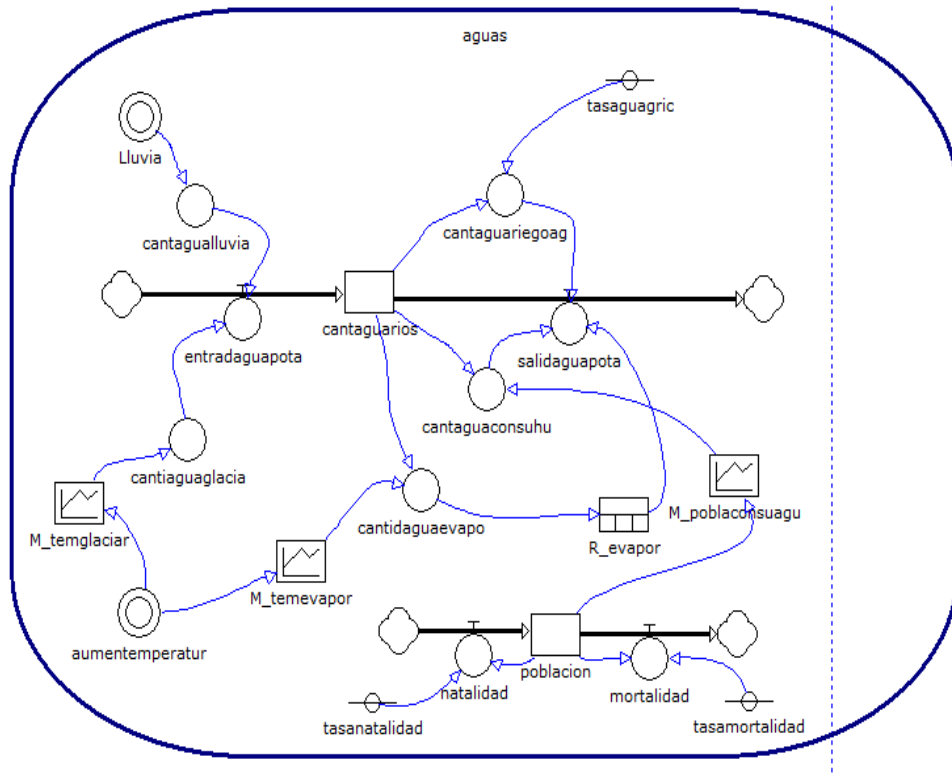 aguas
tasaguagric
Lluvia
cantagualluvia
cantaguariegoag
cantaguarios
entradaguapota
salidaguapota
cantaguaconsuhu
cantiaguaglacia
M_temglaciar
cantidaguaevapo
M_poblaconsuagu
R_evapor
M_temevapor
aumentemperatur
poblacion
natalidad
mortalidad
tasanatalidad
tasamortalidad